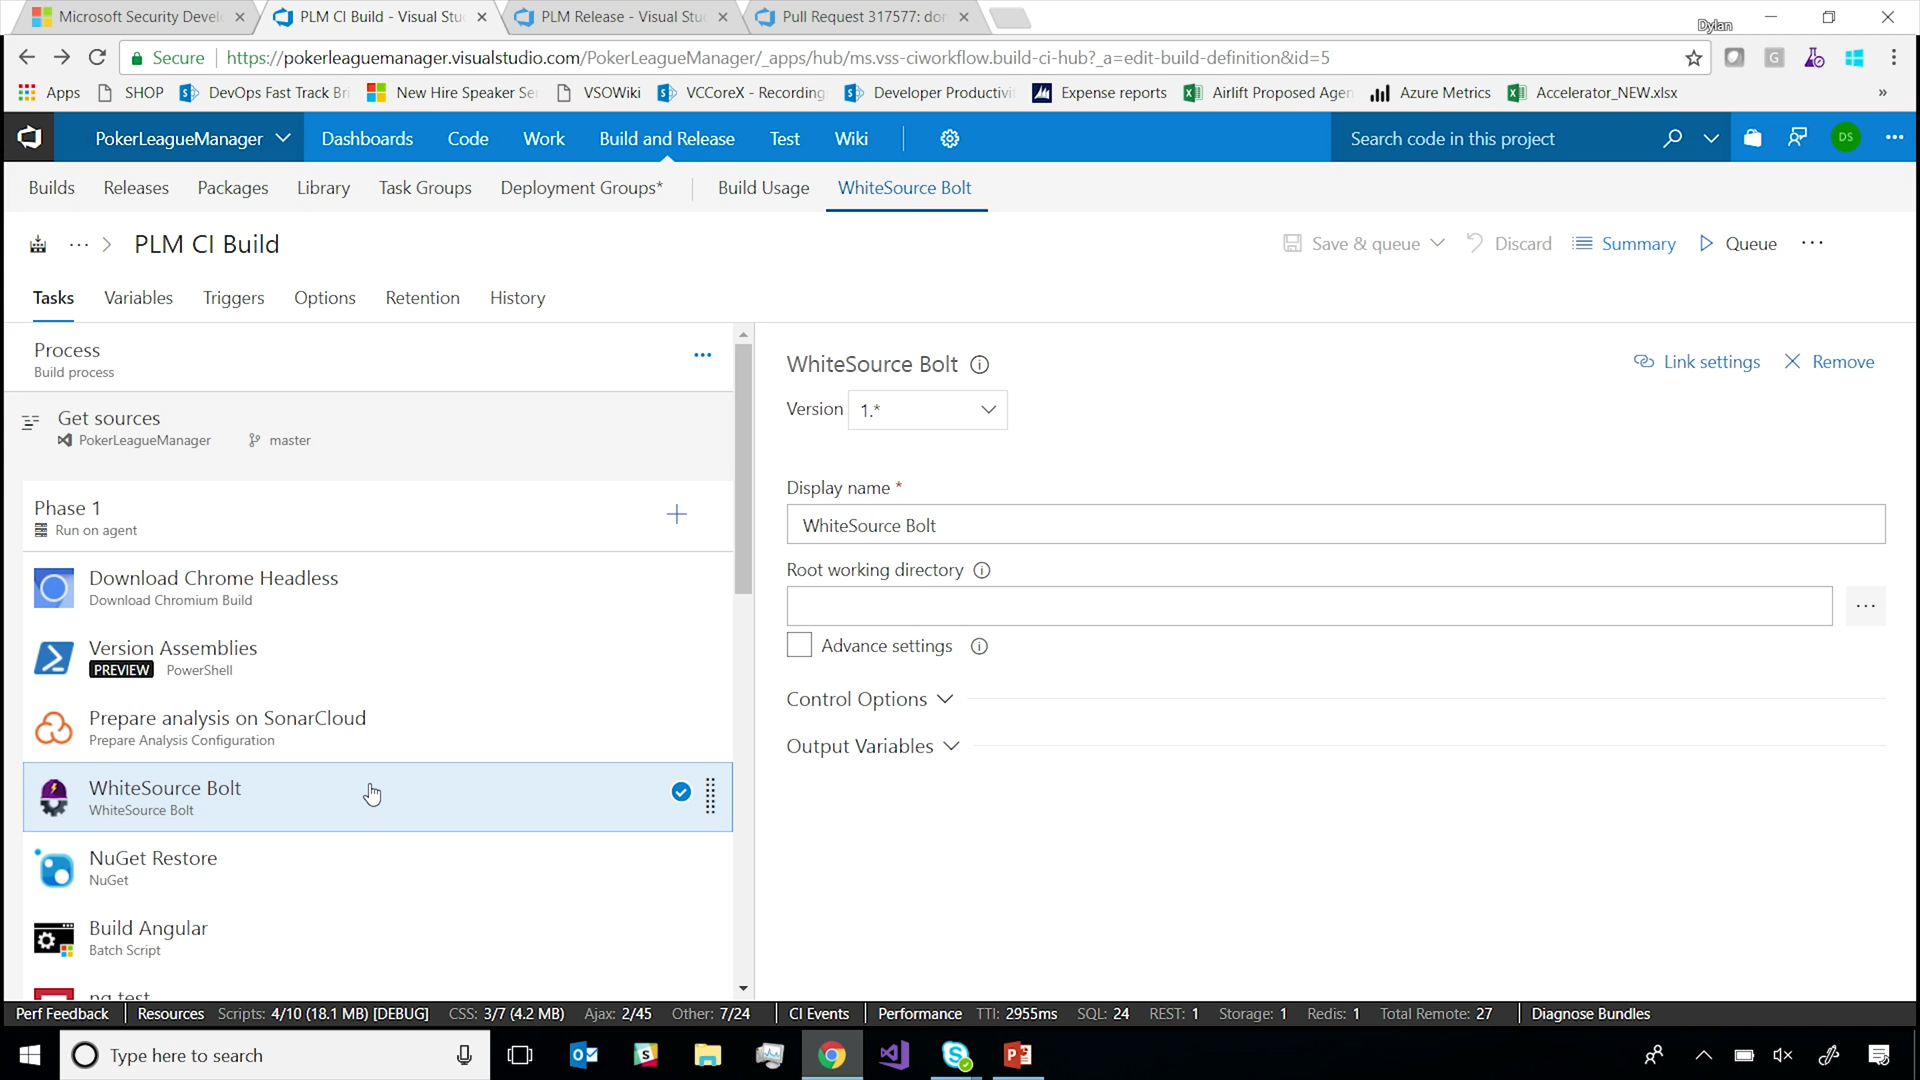 Microsoft Security Devel
PLM CI Build - Visual Stu
PLM Release - Visual Stu
Pull Request 317577: dor
Dylan
Secure
https://pokerleaguemanager.visualstudio.com/PokerLeagueManager/_apps/hub/ms.vss-ciworkflow.build-ci-hub?_a=edit-build-definition&id=5
Apps
SHOP
DevOps Fast Track Bri
New Hire Speaker Ser
VSOWiki
VCCoreX - Recording
Developer Productivi
Expense reports
Airlift Proposed Agen
Azure Metrics
Accelerator_NEW.xlsx
»
PokerLeagueManager
Dashboards
Code
Work
Build and Release
Test
Wiki
Search code in this project
DS
Builds
Releases
Packages
Library
Task Groups
Deployment Groups*
Build Usage
WhiteSource Bolt
PLM CI Build
Save & queue
Discard
Summary
Queue
Tasks
Variables
Triggers
Options
Retention
History
Process
Build process
Get sources
PokerLeagueManager
master
Phase 1
Run on agent
Download Chrome Headless
Download Chromium Build
Version Assemblies
PREVIEW PowerShell
Prepare analysis on SonarCloud
Prepare Analysis Configuration
WhiteSource Bolt
WhiteSource Bolt
NuGet Restore
NuGet
Build Angular
Batch Script
ng test
WhiteSource Bolt
Link settings
Remove
Version 1.*
Display name *
WhiteSource Bolt
Root working directory
Advance settings
Control Options
Output Variables
Perf Feedback
Resources Scripts: 4/10 (18.1 MB) [DEBUG] CSS: 3/7 (4.2 MB) Ajax: 2/45 Other: 7/24
CI Events
Performance TTI: 2955ms SQL: 24 REST: 1 Storage: 1 Redis: 1 Total Remote: 27
Diagnose Bundles
Type here to search